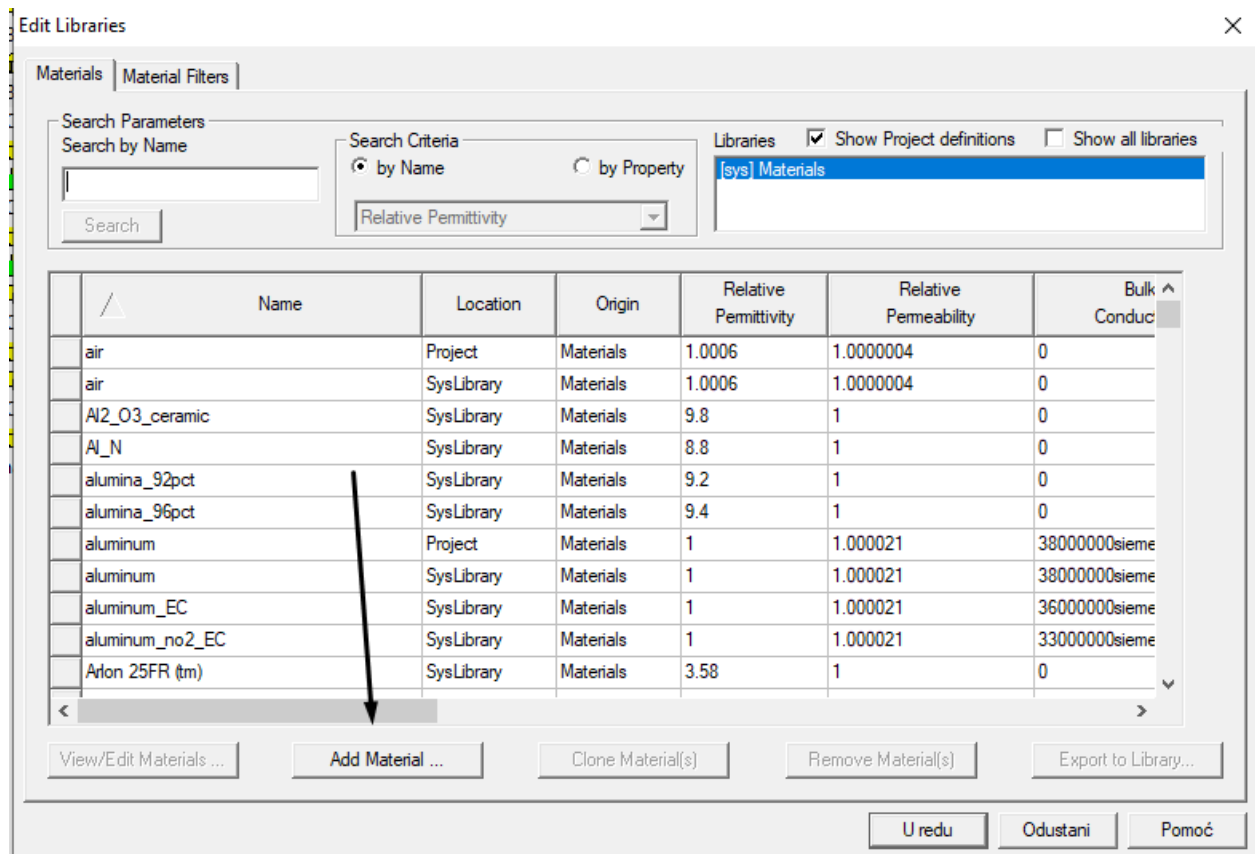 Edit Libraries
Materials Material Filters
Search Parameters
Search by Name
Search
Search Criteria
by Name by Property
Relative Permittivity
Libraries Show Project definitions Show all libraries
[sys] Materials
Name Location Origin Relative Permittivity Relative Permeability Bulk Conduct
air Project Materials 1.0006 1.0000004 0
air SysLibrary Materials 1.0006 1.0000004 0
Al2_O3_ceramic SysLibrary Materials 9.8 1 0
Al_N SysLibrary Materials 8.8 1 0
alumina_92pct SysLibrary Materials 9.2 1 0
alumina_96pct SysLibrary Materials 9.4 1 0
aluminum Project Materials 1 1.000021 38000000sieme
aluminum SysLibrary Materials 1 1.000021 38000000sieme
aluminum_EC SysLibrary Materials 1 1.000021 36000000sieme
aluminum_no2_EC SysLibrary Materials 1 1.000021 33000000sieme
Arlon 25FR (tm) SysLibrary Materials 3.58 1 0
View/Edit Materials ... Add Material ... Clone Material(s) Remove Material(s) Export to Library...
U redu Odustani Pomoć